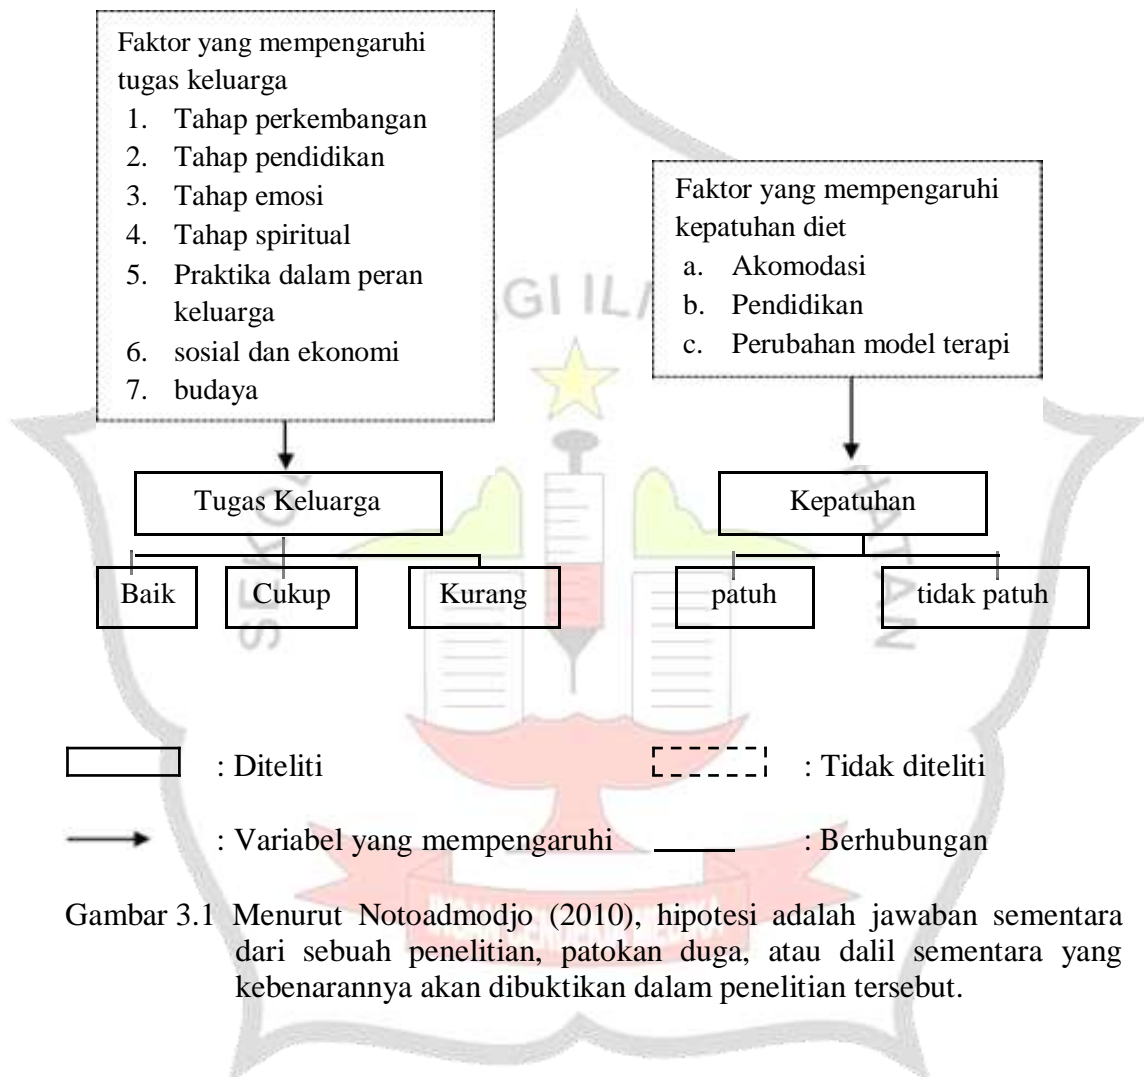 Faktor yang mempengaruhi
tugas keluarga
1. Tahap perkembangan
2. Tahap pendidikan
3. Tahap emosi
4. Tahap spiritual
5. Praktika dalam peran
keluarga
6. sosial dan ekonomi
7. budaya
Faktor yang mempengaruhi
kepatuhan diet
a. Akomodasi
b. Pendidikan
c. Perubahan model terapi
GI IL
SEKOL
HATAN
Tugas Keluarga
Kepatuhan
Baik
Cukup
Kurang
patuh
tidak patuh
: Diteliti
: Tidak diteliti
: Variabel yang mempengaruhi
: Berhubungan
Gambar 3.1 Menurut Notoadmodjo (2010), hipotesi adalah jawaban sementara
dari sebuah penelitian, patokan duga, atau dalil sementara yang
kebenarannya akan dibuktikan dalam penelitian tersebut.